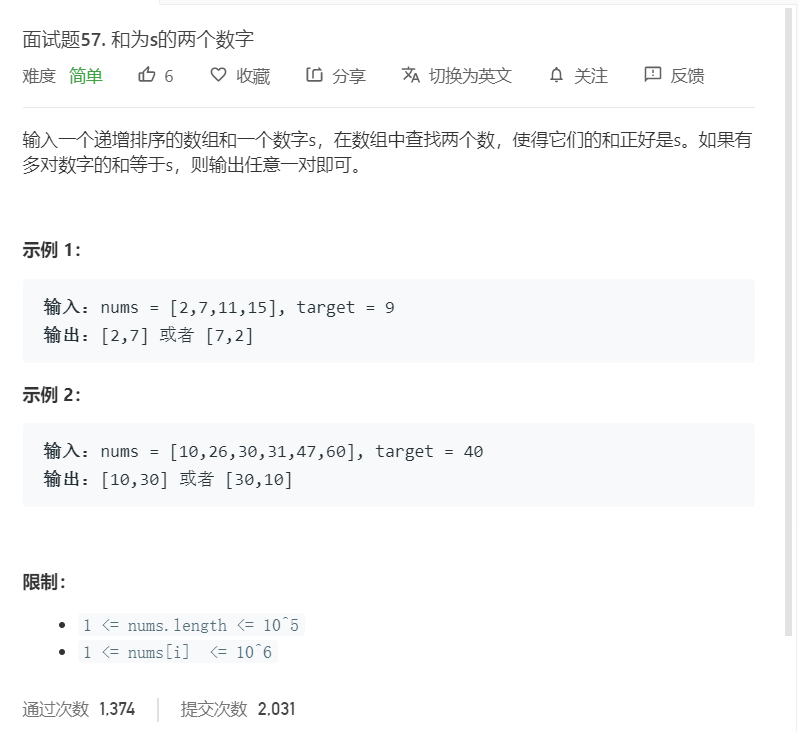 面试题57. 和为s的两个数字
难度 简单 6 收藏 分享 切换为英文 关注 反馈
输入一个递增排序的数组和一个数字s，在数组中查找两个数，使得它们的和正好是s。如果有
多对数字的和等于s，则输出任意一对即可。
示例 1：
输入：nums = [2,7,11,15], target = 9
输出：[2,7] 或者 [7,2]
示例 2：
输入：nums = [10,26,30,31,47,60], target = 40
输出：[10,30] 或者 [30,10]
限制：
1 <= nums.length <= 10^5
1 <= nums[i] <= 10^6
通过次数 1,374 提交次数 2,031